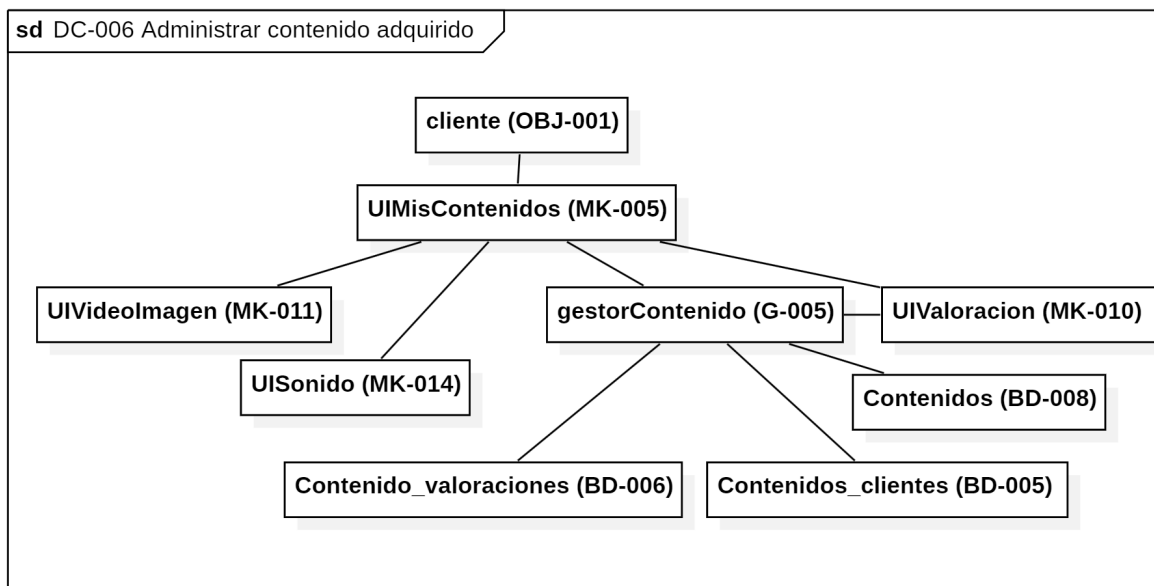 sd DC-006 Administrar contenido adquirido
cliente (OBJ-001)
UIMisContenidos (MK-005)
UIVideoImagen (MK-011)
gestorContenido (G-005)
UIValoracion (MK-010)
UISonido (MK-014)
Contenidos (BD-008)
Contenido_valoraciones (BD-006)
Contenidos_clientes (BD-005)